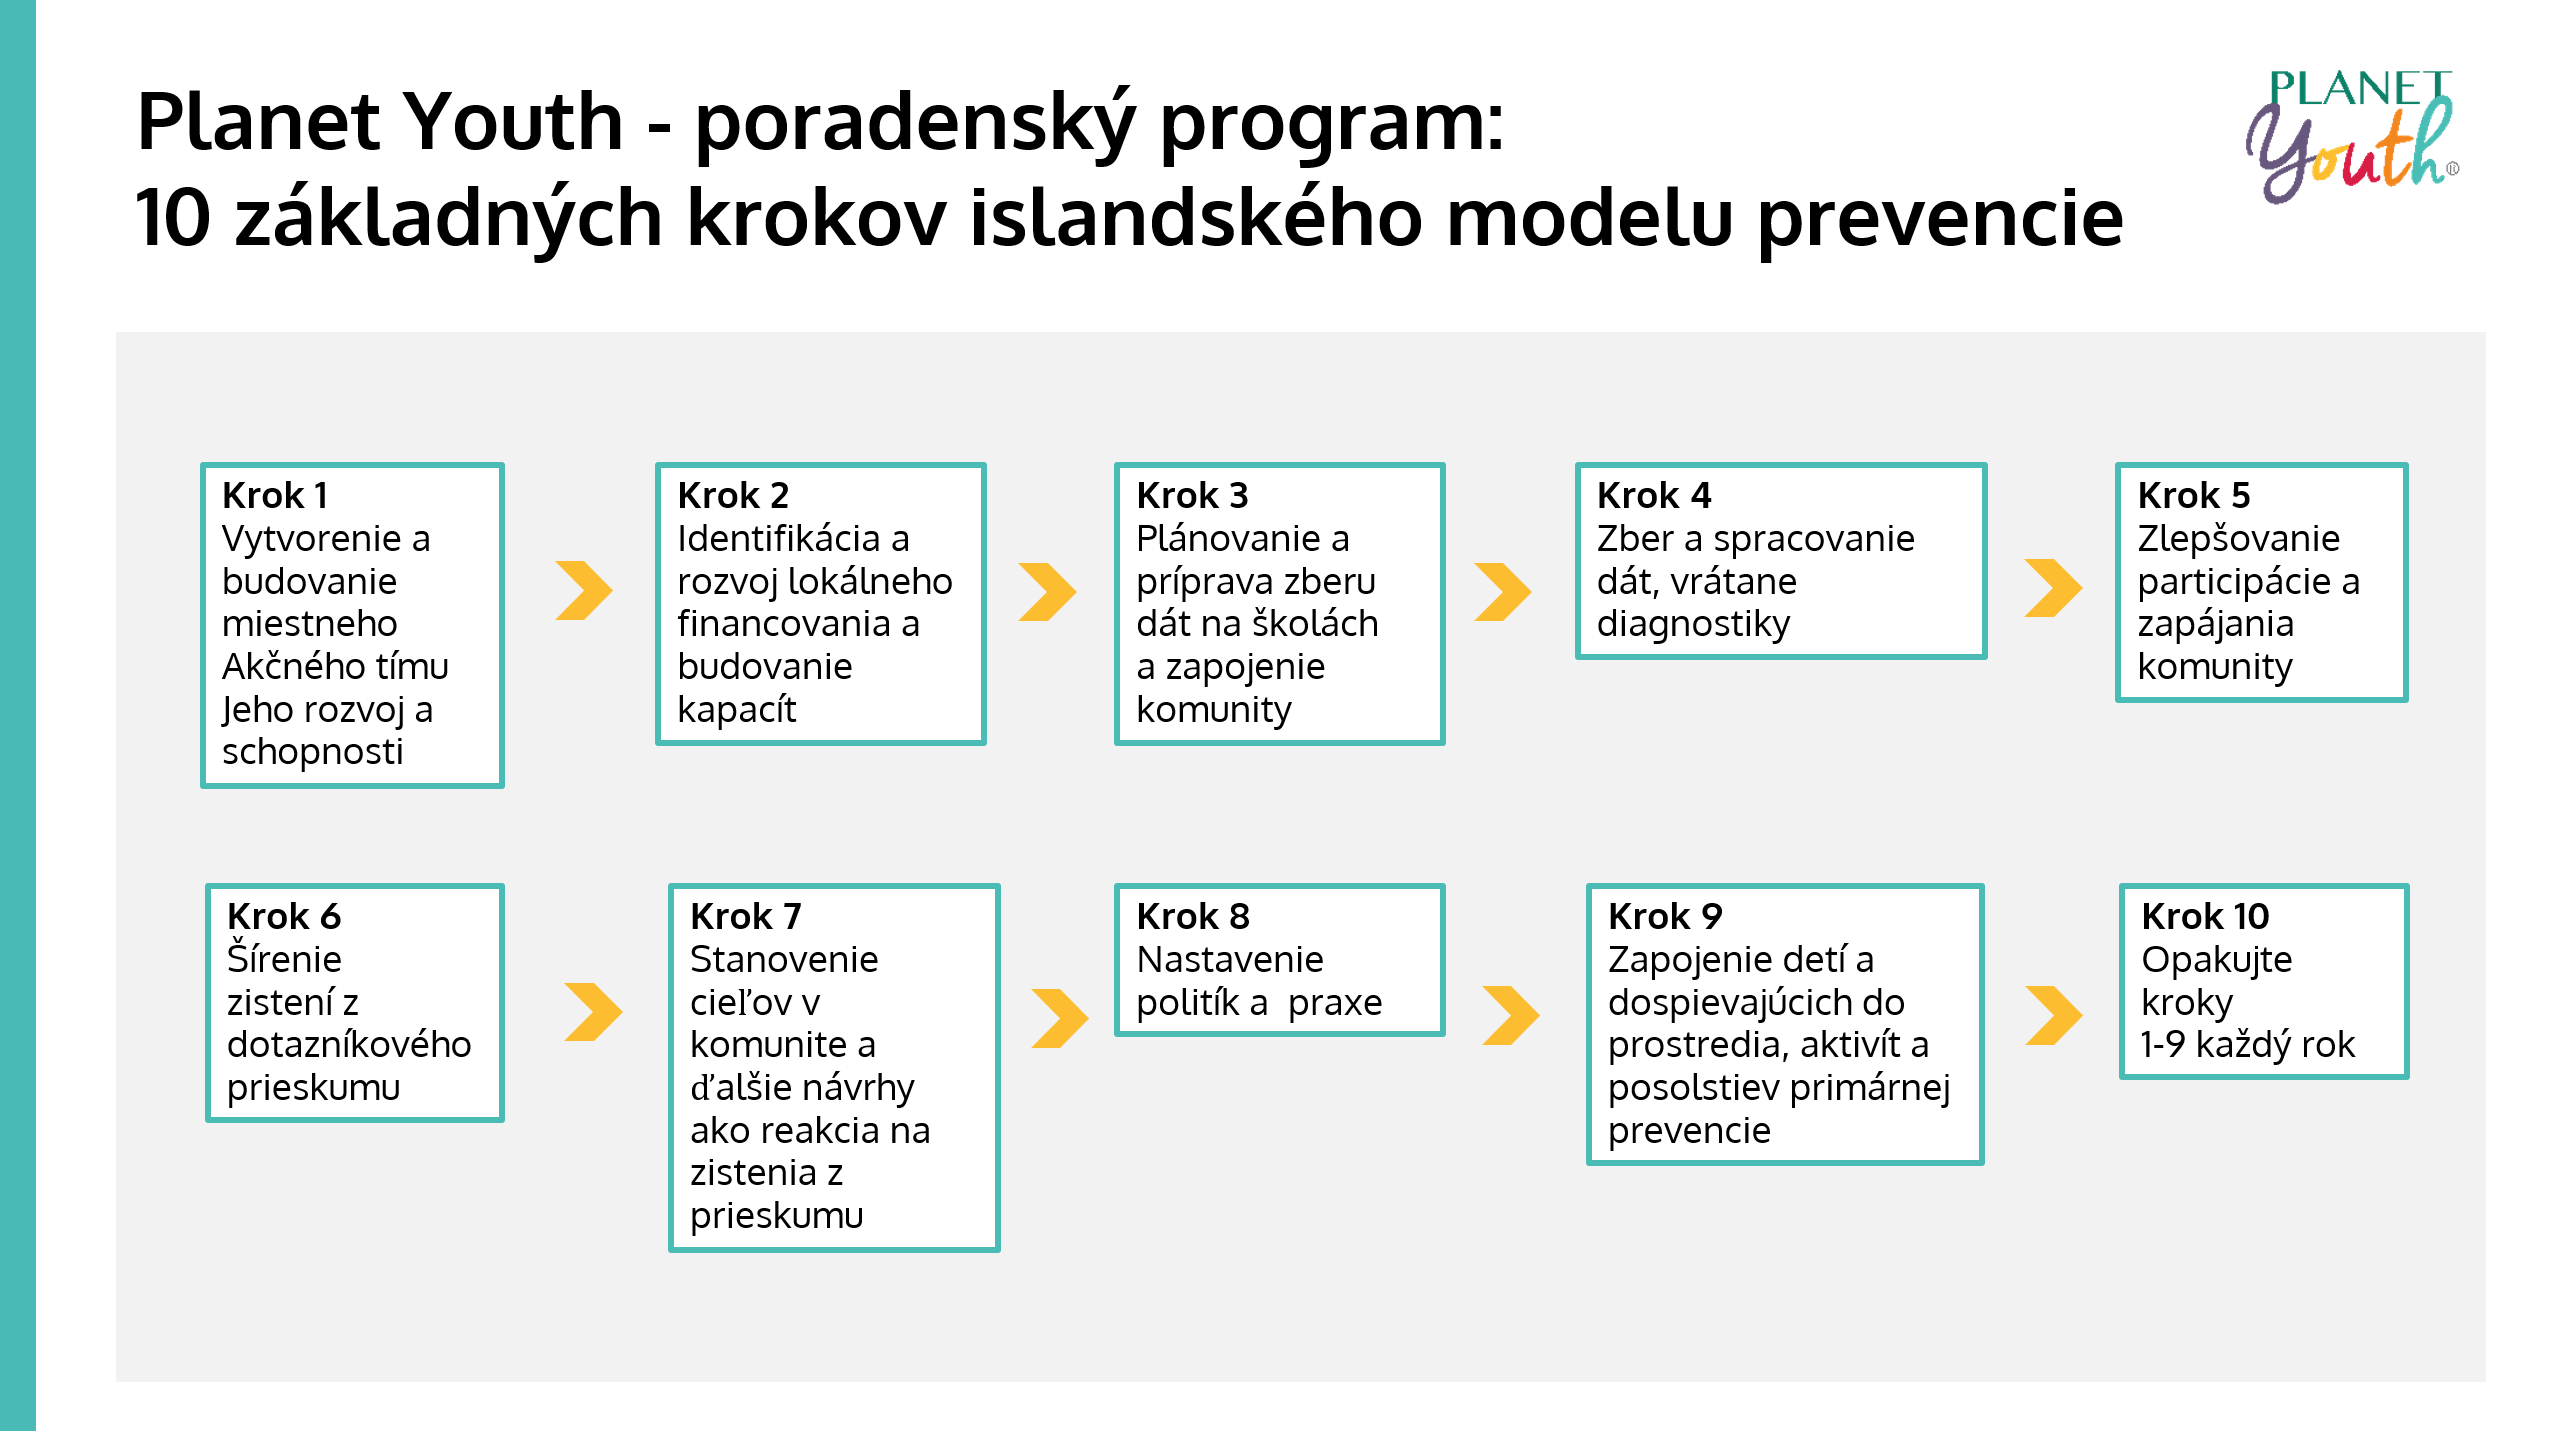 Planet Youth - poradenský program:
10 základných krokov islandského modelu prevencie
PLANET
Youth®
Krok 1
Vytvorenie a
budovanie
miestneho
Akčného tímu
Jeho rozvoj a
schopnosti
Krok 2
Identifikácia a
rozvoj lokálneho
financovania a
budovanie
kapacít
Krok 3
Plánovanie a
príprava zberu
dát na školách
a zapojenie
komunity
Krok 4
Zber a spracovanie
dát, vrátane
diagnostiky
Krok 5
Zlepšovanie
participácie a
zapájania
komunity
Krok 6
Šírenie
zistení z
dotazníkového
prieskumu
Krok 7
Stanovenie
cieľov v
komunite a
ďalšie návrhy
ako reakcia na
zistenia z
prieskumu
Krok 8
Nastavenie
politík a  praxe
Krok 9
Zapojenie detí a
dospievajúcich do
prostredia, aktivít a
posolstiev primárnej
prevencie
Krok 10
Opakujte
kroky
1-9 každý rok